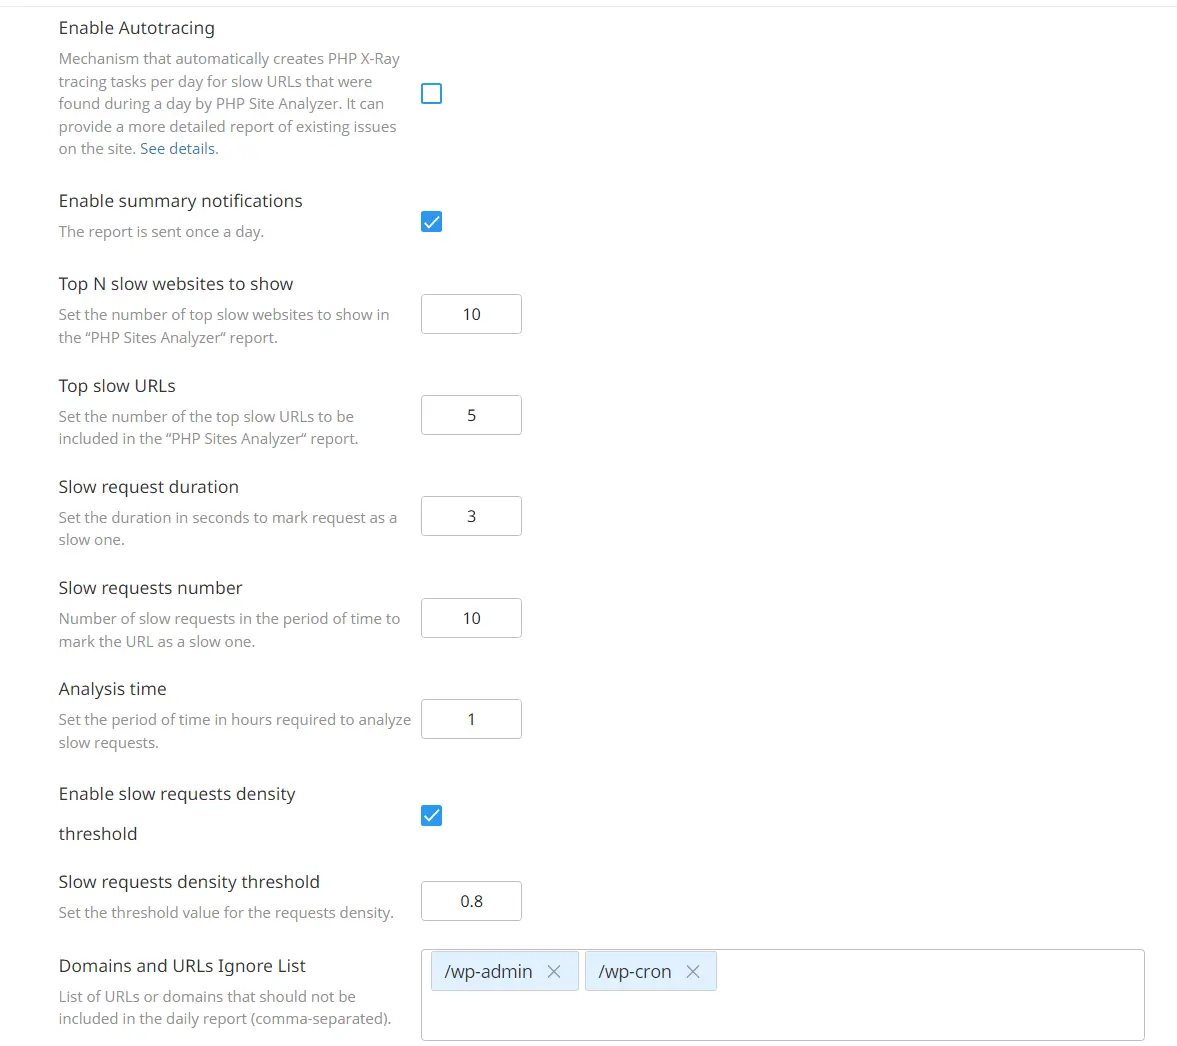 Enable Autotracing
Mechanism that automatically creates PHP X-Ray
tracing tasks per day for slow URLs that were
found during a day by PHP Site Analyzer. It can
provide a more detailed report of existing issues
on the site. See details.
Enable summary notifications
The report is sent once a day.
Top N slow websites to show
Set the number of top slow websites to show in
the “PHP Sites Analyzer“ report.
10
Top slow URLs
Set the number of the top slow URLs to be
included in the “PHP Sites Analyzer“ report.
5
Slow request duration
Set the duration in seconds to mark request as a
slow one.
3
Slow requests number
Number of slow requests in the period of time to
mark the URL as a slow one.
10
Analysis time
Set the period of time in hours required to analyze
slow requests.
1
Enable slow requests density
threshold
Slow requests density threshold
Set the threshold value for the requests density.
0.8
Domains and URLs Ignore List
List of URLs or domains that should not be
included in the daily report (comma-separated).
/wp-admin /wp-cron